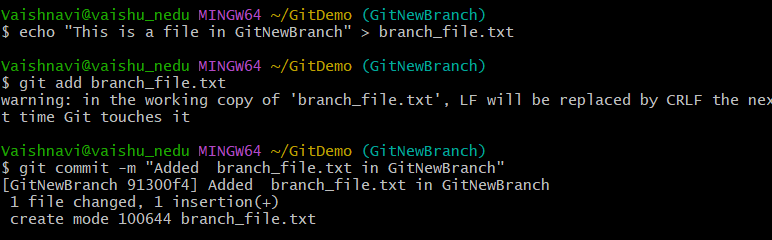 Vaishnavi@vaishu_nedu MINGW64 ~/GitDemo (GitNewBranch)
$ echo "This is a file in GitNewBranch" > branch_file.txt
Vaishnavi@vaishu_nedu MINGW64 ~/GitDemo (GitNewBranch)
$ git add branch_file.txt
warning: in the working copy of 'branch_file.txt', LF will be replaced by CRLF the nex
t time Git touches it
Vaishnavi@vaishu_nedu MINGW64 ~/GitDemo (GitNewBranch)
$ git commit -m "Added  branch_file.txt in GitNewBranch"
[GitNewBranch 91300f4] Added  branch_file.txt in GitNewBranch
 1 file changed, 1 insertion(+)
 create mode 100644 branch_file.txt